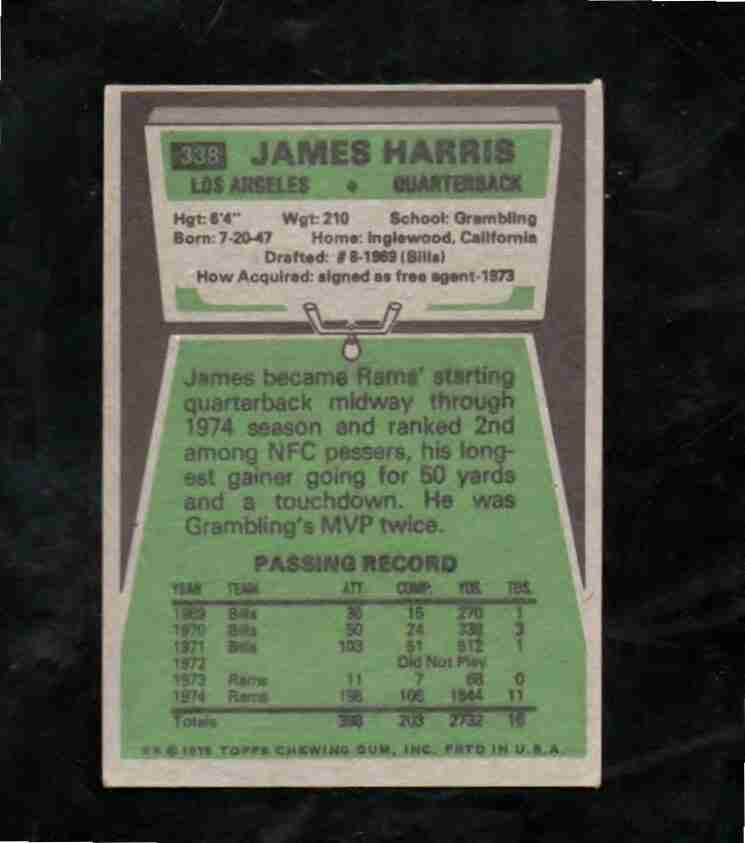 338 JAMES HARRIS
LOS ANGELES • QUARTERBACK
Hgt: 6'4" Wgt: 210 School: Grambling
Born: 7-20-47 Home: Inglewood, California
Drafted: #8-1969 (Bills)
How Acquired: signed as free agent-1973
James became Rams' starting
quarterback midway through
1974 season and ranked 2nd
among NFC passers, his long-
est gainer going for 50 yards
and a touchdown. He was
Grambling's MVP twice.
PASSING RECORD
YEAR TEAM ATT. COMP. YDS. TDS.
1969 Bills 36 15 270 1
1970 Bills 50 24 338 3
1971 Bills 103 51 512 1
1972 Did Not Play
1973 Rams 11 7 68 0
1974 Rams 198 106 1544 11
Totals 398 203 2732 16
© 1975 TOPPS CHEWING GUM, INC. PRTD IN U.S.A.